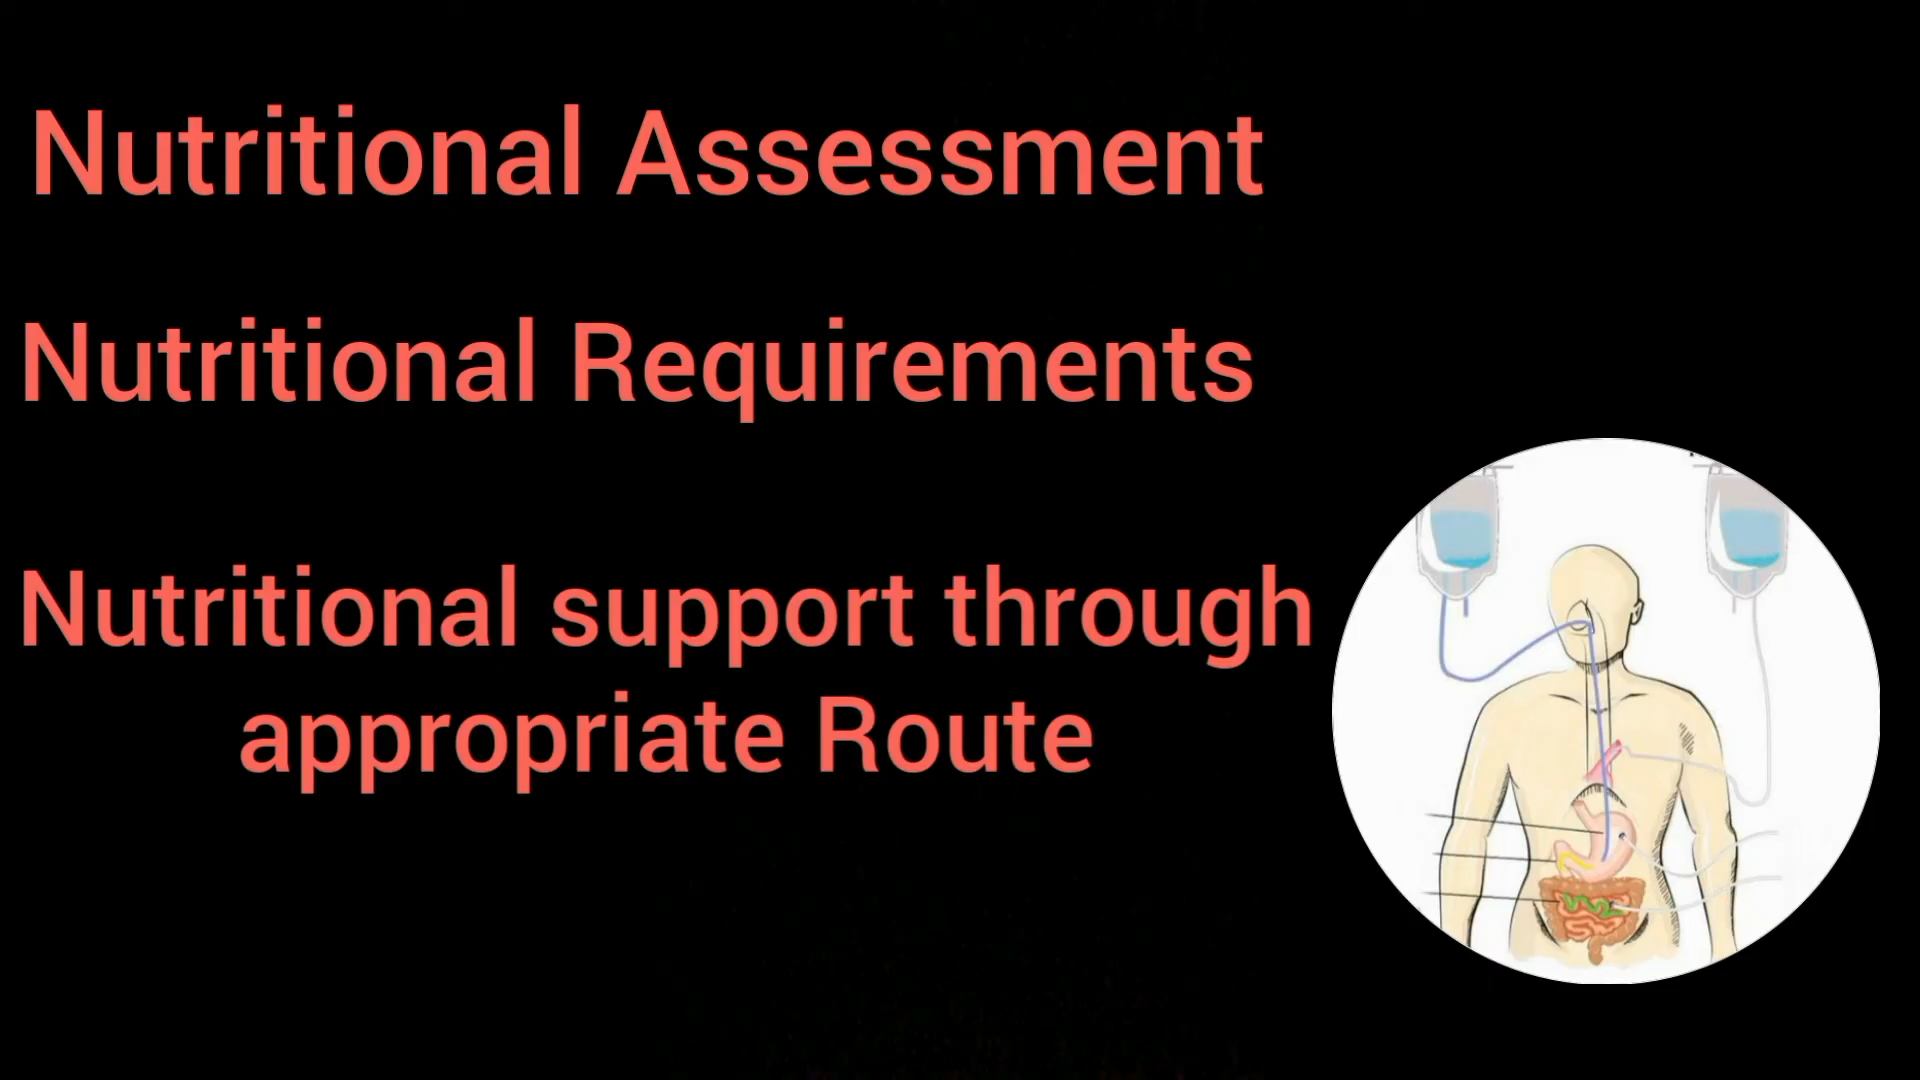 Nutritional Assessment
Nutritional Requirements
Nutritional support through
appropriate Route